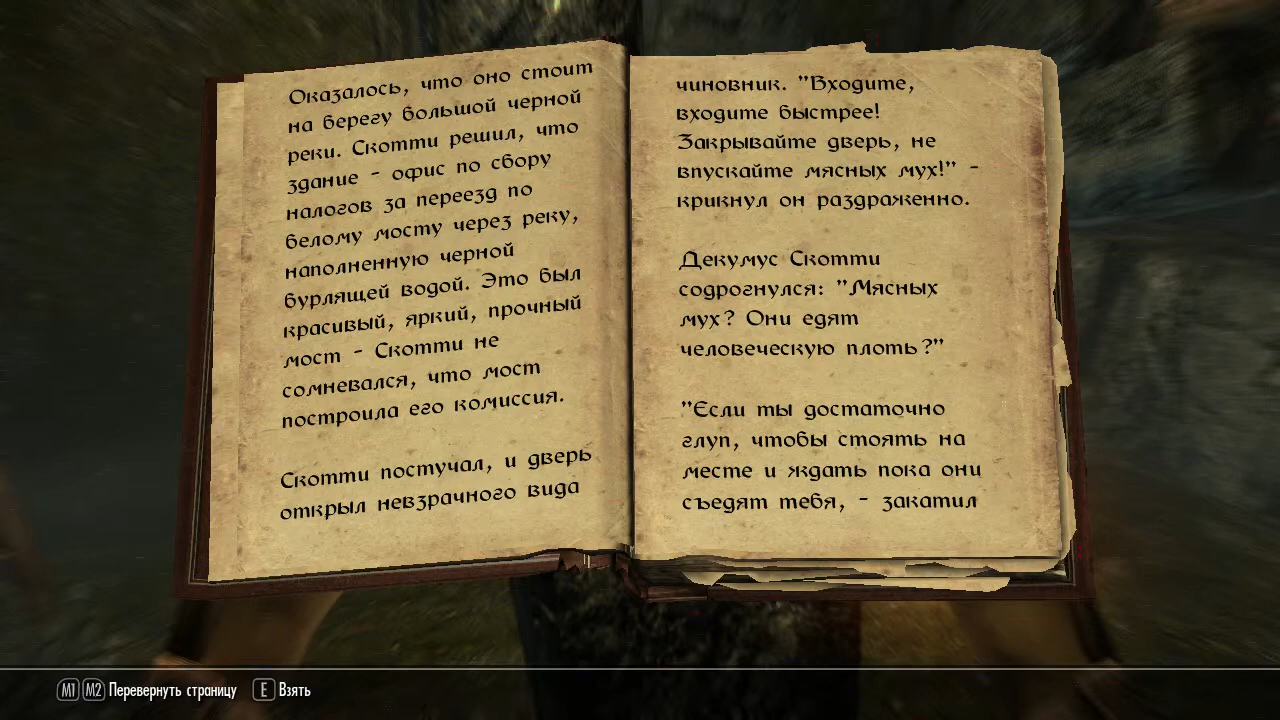 Оказалось, что оно стоит
на берегу большой черной
реки. Скотти решил, что
здание - офис по сбору
налогов за переезд по
белому мосту через реку,
наполненную черной
бурлящей водой. Это был
красивый, яркий, прочный
мост - Скотти не
сомневался, что мост
построила его комиссия.
Скотти постучал, и дверь
открыл невзрачного вида
чиновник. "Входите,
входите быстрее!
Закрывайте дверь, не
впускайте мясных мух!" -
крикнул он раздраженно.
Декумус Скотти
содрогнулся: "Мясных
мух? Они едят
человеческую плоть?"
"Если ты достаточно
глуп, чтобы стоять на
месте и ждать пока они
съедят тебя, - закатил
M1 M2 Перевернуть страницу E Взять